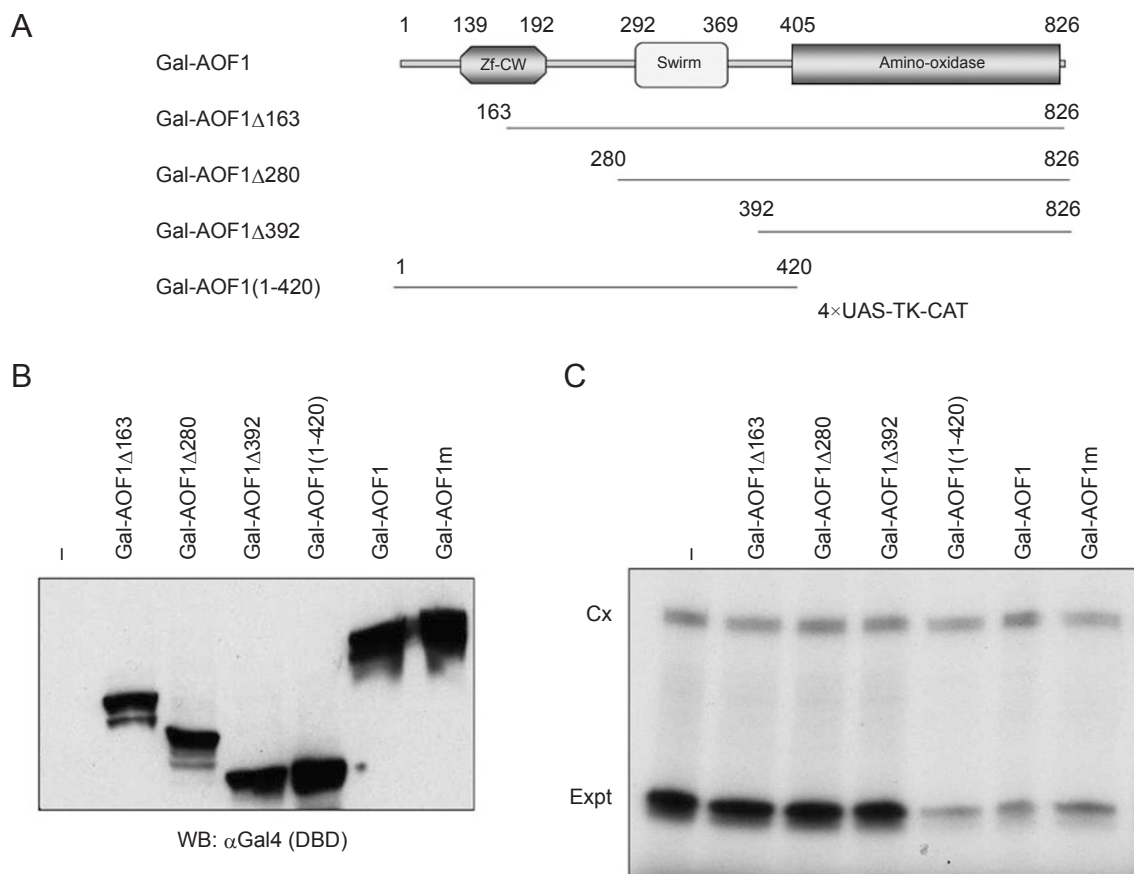 A
1 139 192 292 369 405 826
Gal-AOF1 Zf-CW Swirm Amino-oxidase
Gal-AOF1Δ163 163 826
Gal-AOF1Δ280 280 826
Gal-AOF1Δ392 392 826
Gal-AOF1(1-420) 1 420
4×UAS-TK-CAT
B
– Gal-AOF1Δ163 Gal-AOF1Δ280 Gal-AOF1Δ392 Gal-AOF1(1-420) Gal-AOF1 Gal-AOF1m
WB: αGal4 (DBD)
C
– Gal-AOF1Δ163 Gal-AOF1Δ280 Gal-AOF1Δ392 Gal-AOF1(1-420) Gal-AOF1 Gal-AOF1m
Cx
Expt